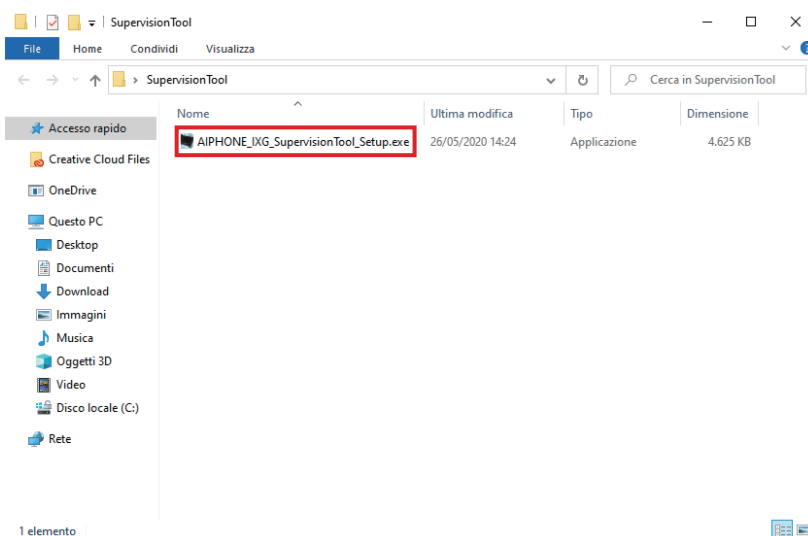 SupervisionTool
File Home Condividi Visualizza
SupervisionTool Cerca in SupervisionTool
Nome Ultima modifica Tipo Dimensione
AIPHONE_IXG_SupervisionTool_Setup.exe 26/05/2020 14:24 Applicazione 4.625 KB
Accesso rapido
Creative Cloud Files
OneDrive
Questo PC
Desktop
Documenti
Download
Immagini
Musica
Oggetti 3D
Video
Disco locale (C:)
Rete
1 elemento